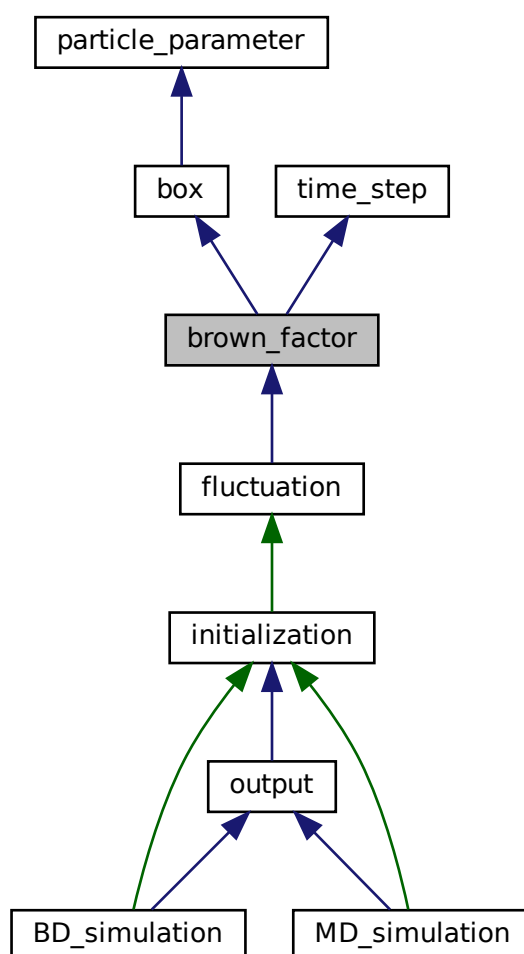 particle_parameter
box
time_step
brown_factor
fluctuation
initialization
output
BD_simulation
MD_simulation